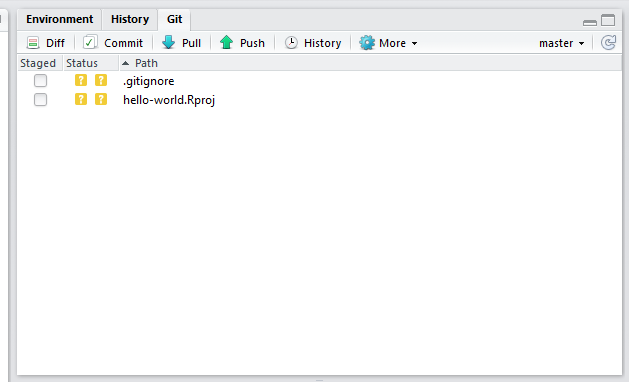 Environment History Git
Diff Commit Pull Push History More master
Staged Status Path
? ? .gitignore
? ? hello-world.Rproj